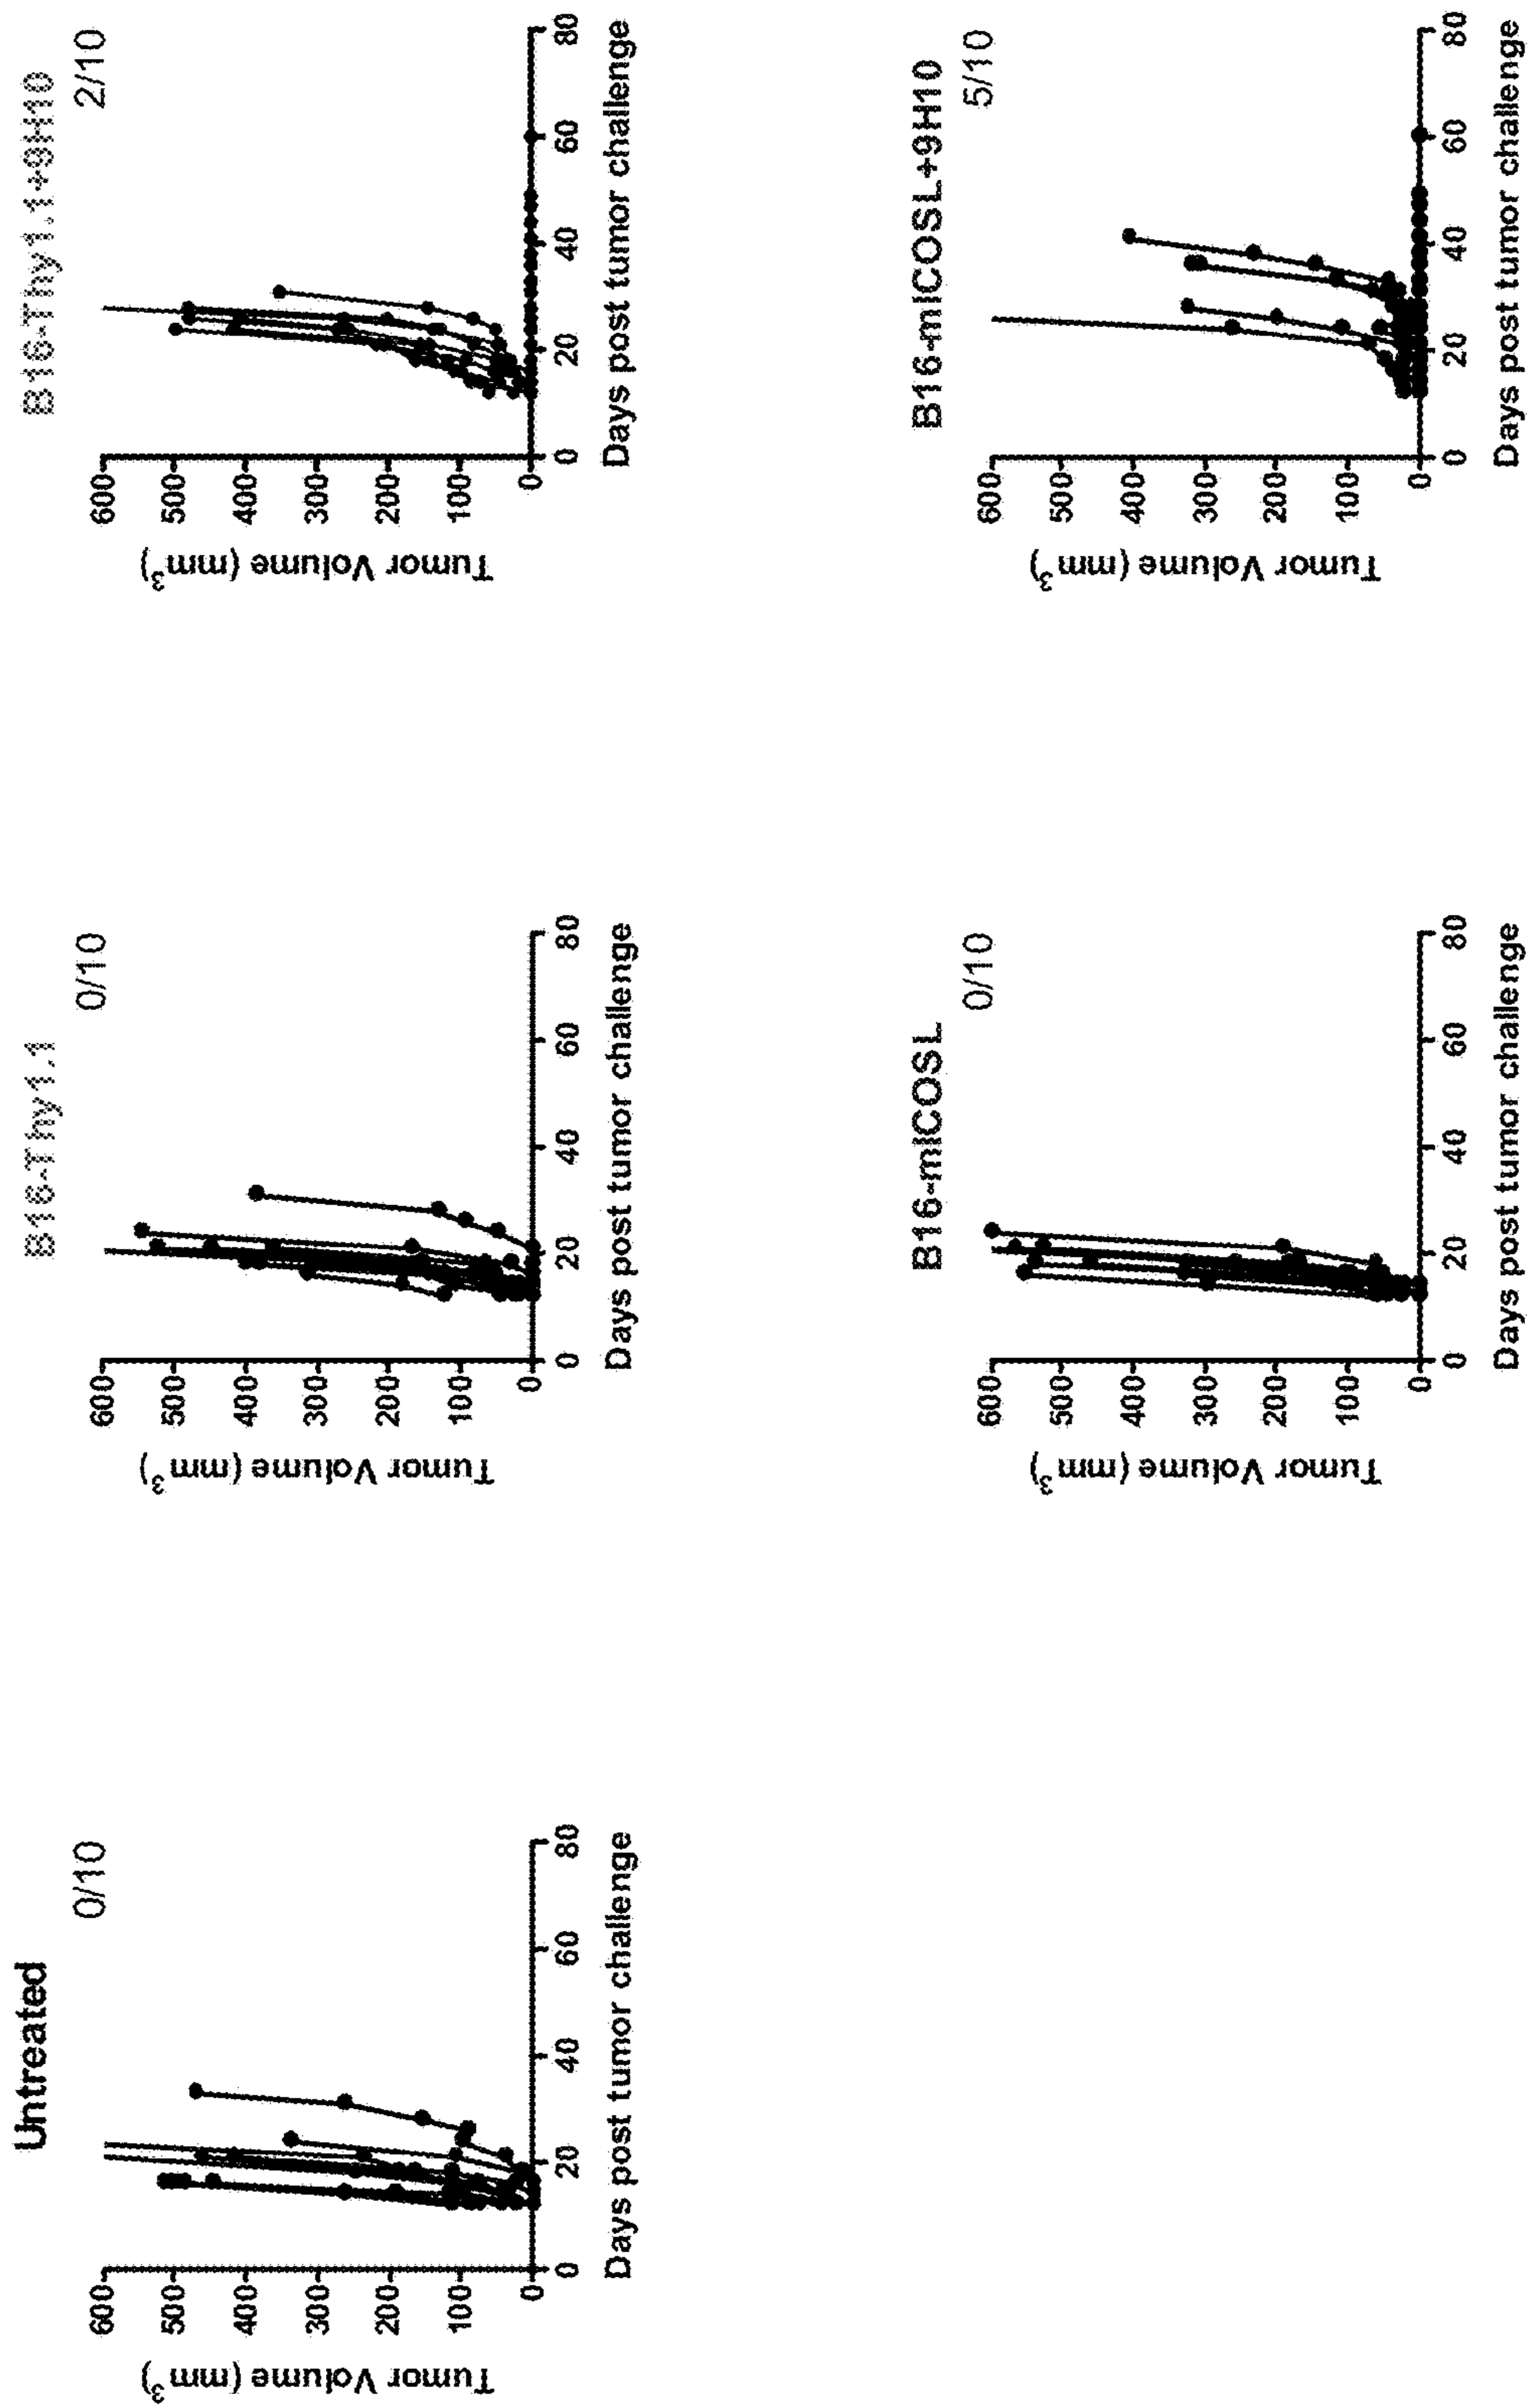 Untreated
0/10
600
500
400
300
200
100
0
Tumor Volume (mm3)
0 20 40 60 80
Days post tumor challenge
B16-Thy1.1
0/10
600
500
400
300
200
100
0
Tumor Volume (mm3)
0 20 40 60 80
Days post tumor challenge
B16-Thy1.1+9H10
2/10
600
500
400
300
200
100
0
Tumor Volume (mm3)
0 20 40 60 80
Days post tumor challenge
B16-mICOSL
0/10
600
500
400
300
200
100
0
Tumor Volume (mm3)
0 20 40 60 80
Days post tumor challenge
B16-mICOSL+9H10
5/10
600
500
400
300
200
100
0
Tumor Volume (mm3)
0 20 40 60 80
Days post tumor challenge